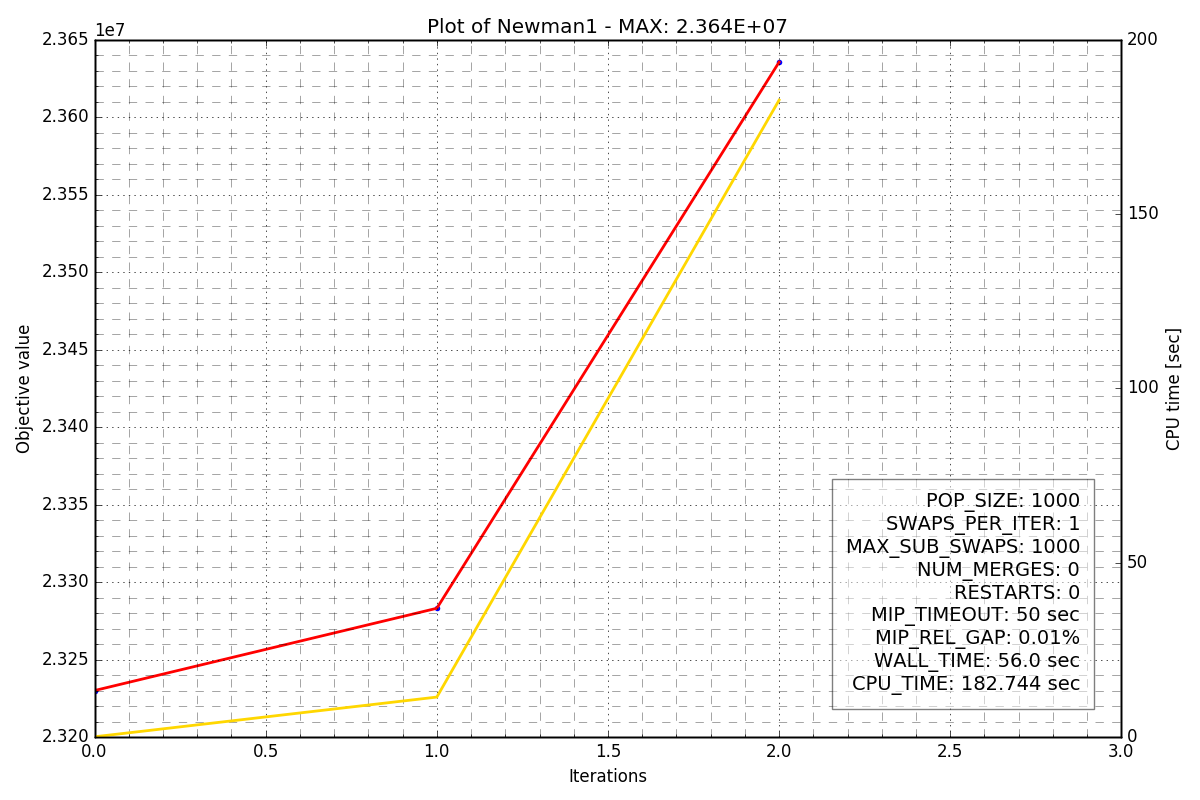 Plot of Newman1 - MAX: 2.364E+07
1e7
2.365
2.360
2.355
2.350
2.345
2.340
2.335
2.330
2.325
2.320
Objective value
200
150
100
50
0
CPU time [sec]
POP_SIZE: 1000
SWAPS_PER_ITER: 1
MAX_SUB_SWAPS: 1000
NUM_MERGES: 0
RESTARTS: 0
MIP_TIMEOUT: 50 sec
MIP_REL_GAP: 0.01%
WALL_TIME: 56.0 sec
CPU_TIME: 182.744 sec
0.0 0.5 1.0 1.5 2.0 2.5 3.0
Iterations